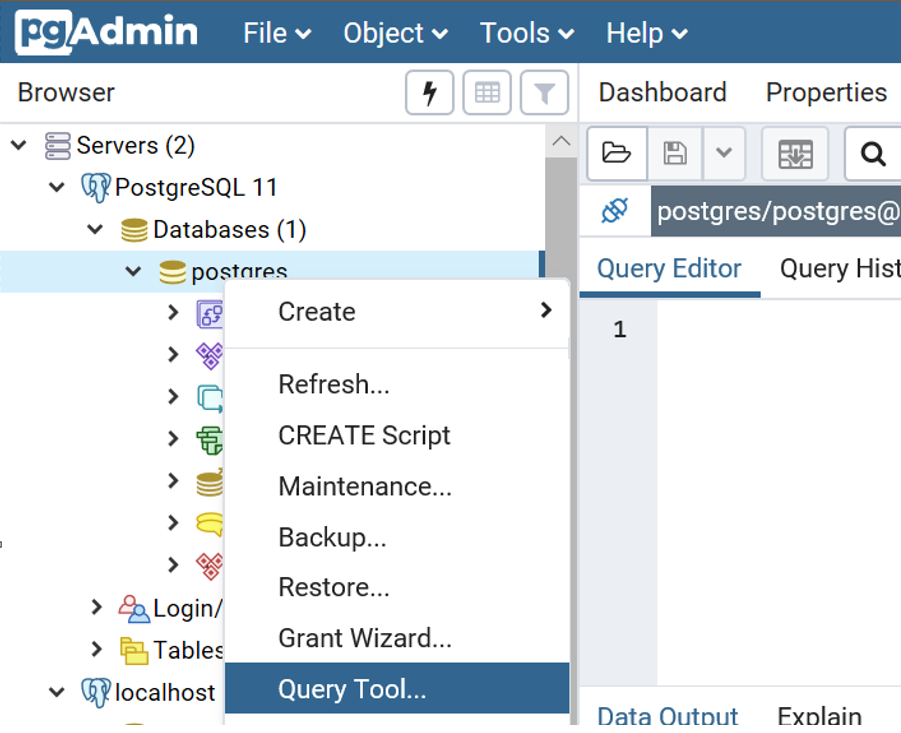 pgAdmin File Object Tools Help
Browser
Dashboard Properties
Servers (2)
PostgreSQL 11
Databases (1)
postgres
postgres/postgres@
Query Editor Query Hist
1
Create
Refresh...
CREATE Script
Maintenance...
Backup...
Restore...
Grant Wizard...
Query Tool...
Login/
Tables
localhost
Data Output Explain